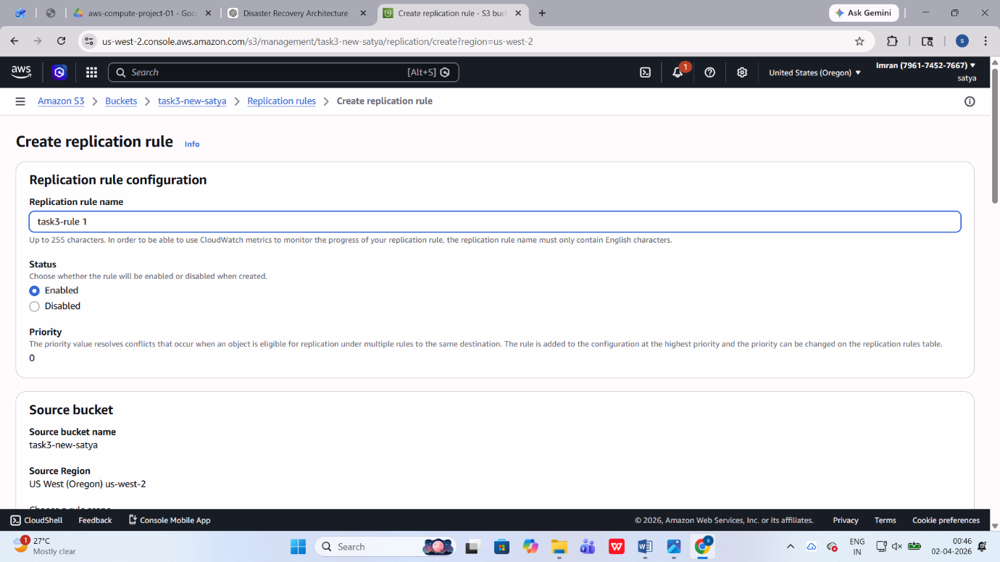 aws-compute-project-01 - Goo
Disaster Recovery Architecture
Create replication rule - S3 buc
Ask Gemini
us-west-2.console.aws.amazon.com/s3/management/task3-new-satya/replication/create?region=us-west-2
S
aws
Search
[Alt+S]
1
United States (Oregon)
Imran (7961-7452-7667)
satya
Amazon S3
Buckets
task3-new-satya
Replication rules
Create replication rule
Create replication rule
Info
Replication rule configuration
Replication rule name
task3-rule 1
Up to 255 characters. In order to be able to use CloudWatch metrics to monitor the progress of your replication rule, the replication rule name must only contain English characters.
Status
Choose whether the rule will be enabled or disabled when created.
Enabled
Disabled
Priority
The priority value resolves conflicts that occur when an object is eligible for replication under multiple rules to the same destination. The rule is added to the configuration at the highest priority and the priority can be changed on the replication rules table.
0
Source bucket
Source bucket name
task3-new-satya
Source Region
US West (Oregon) us-west-2
CloudShell
Feedback
Console Mobile App
© 2026, Amazon Web Services, Inc. or its affiliates.
Privacy
Terms
Cookie preferences
1
27°C
Mostly clear
Search
W
W
S
ENG
IN
00:46
02-04-2026